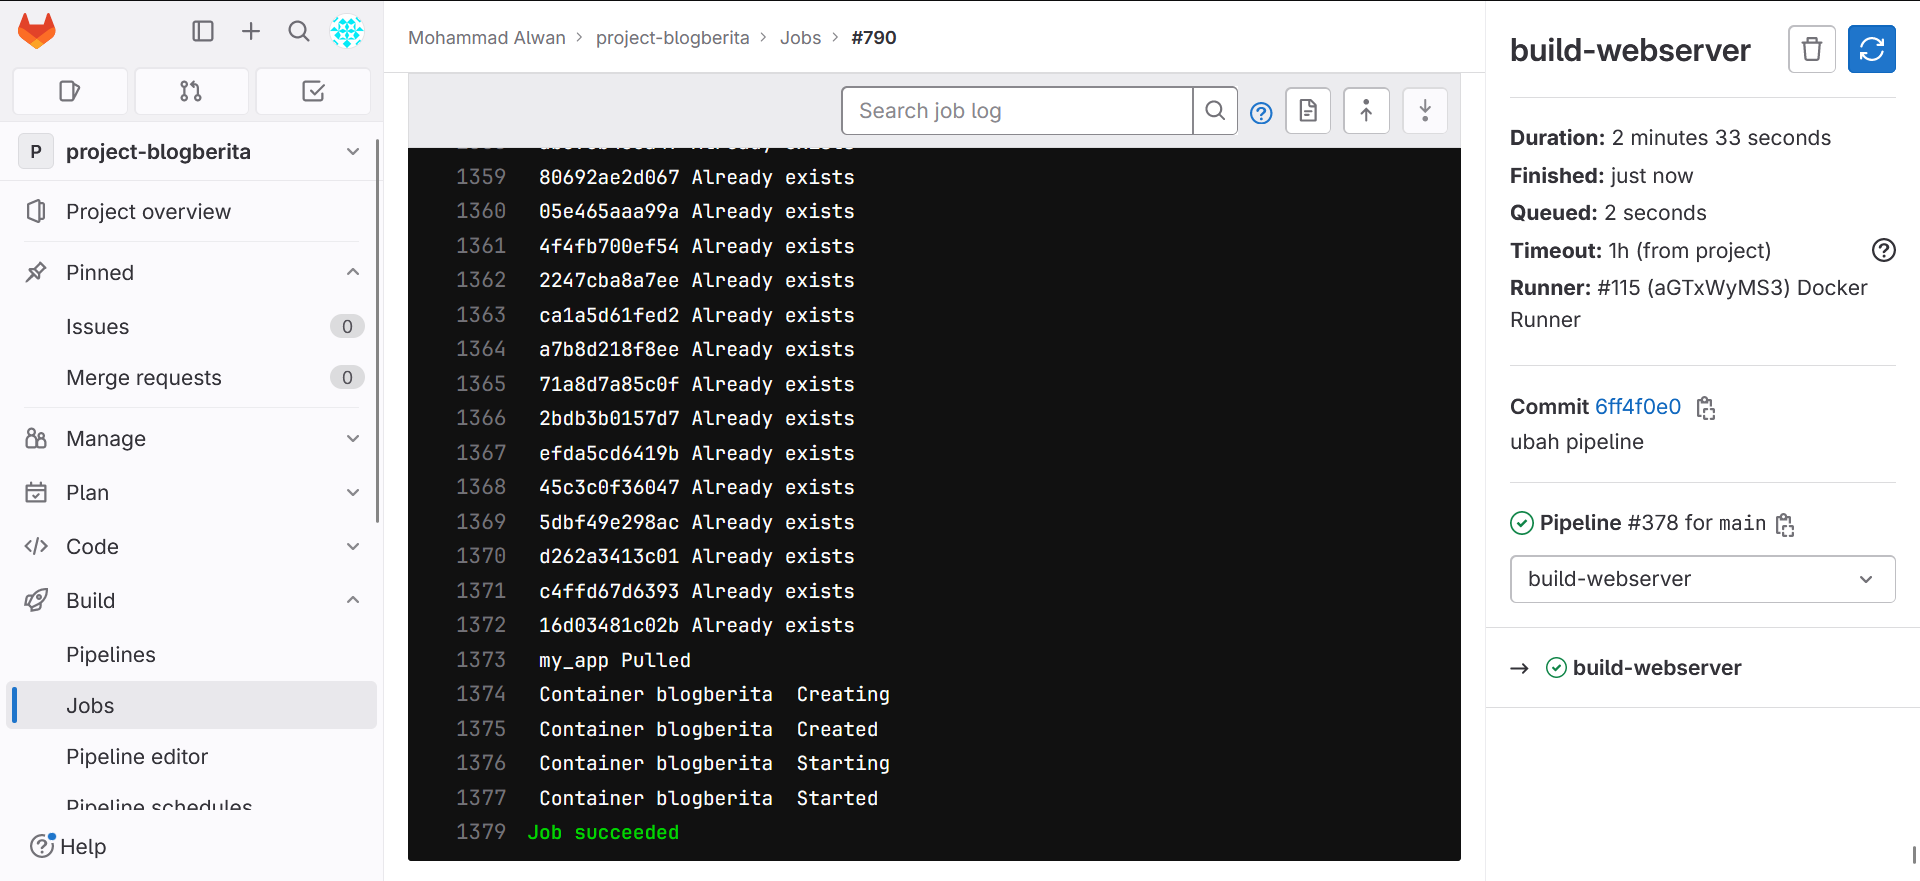 P project-blogberita
Project overview
Pinned
Issues 0
Merge requests 0
Manage
Plan
Code
Build
Pipelines
Jobs
Pipeline editor
Pipeline schedules
Help
Mohammad Alwan > project-blogberita > Jobs > #790
Search job log
1359 80692ae2d067 Already exists
1360 05e465aaa99a Already exists
1361 4f4fb700ef54 Already exists
1362 2247cba8a7ee Already exists
1363 ca1a5d61fed2 Already exists
1364 a7b8d218f8ee Already exists
1365 71a8d7a85c0f Already exists
1366 2bdb3b0157d7 Already exists
1367 efda5cd6419b Already exists
1368 45c3c0f36047 Already exists
1369 5dbf49e298ac Already exists
1370 d262a3413c01 Already exists
1371 c4ffd67d6393 Already exists
1372 16d03481c02b Already exists
1373 my_app Pulled
1374 Container blogberita Creating
1375 Container blogberita Created
1376 Container blogberita Starting
1377 Container blogberita Started
1379 Job succeeded
build-webserver
Duration: 2 minutes 33 seconds
Finished: just now
Queued: 2 seconds
Timeout: 1h (from project)
Runner: #115 (aGTxWyMS3) Docker
Runner
Commit 6ff4f0e0
ubah pipeline
Pipeline #378 for main
build-webserver
→ build-webserver